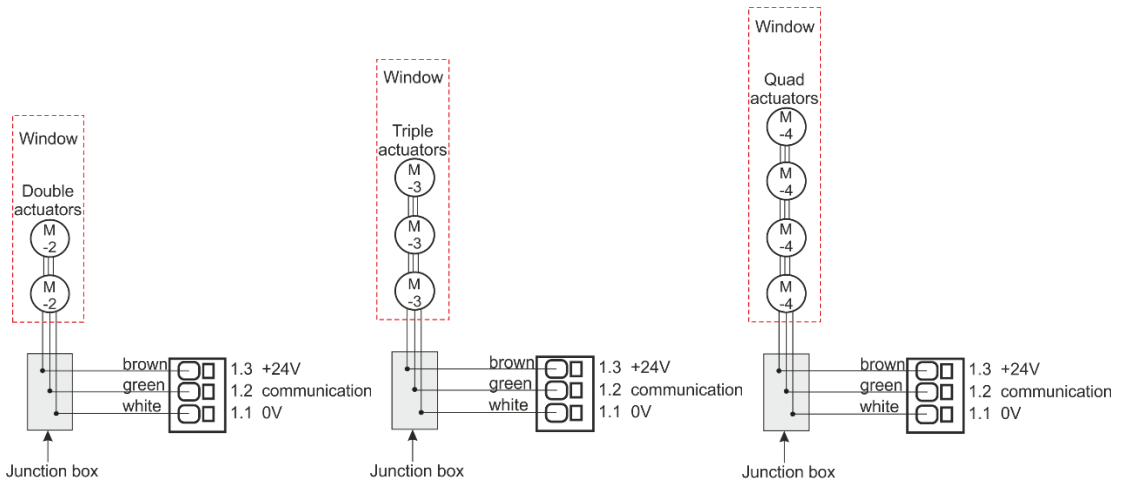 Window
Double
actuators
M
-2
M
-2
brown
1.3 +24V
green
1.2 communication
white
1.1 0V
Junction box
Window
Triple
actuators
M
-3
M
-3
M
-3
brown
1.3 +24V
green
1.2 communication
white
1.1 0V
Junction box
Window
Quad
actuators
M
-4
M
-4
M
-4
M
-4
brown
1.3 +24V
green
1.2 communication
white
1.1 0V
Junction box